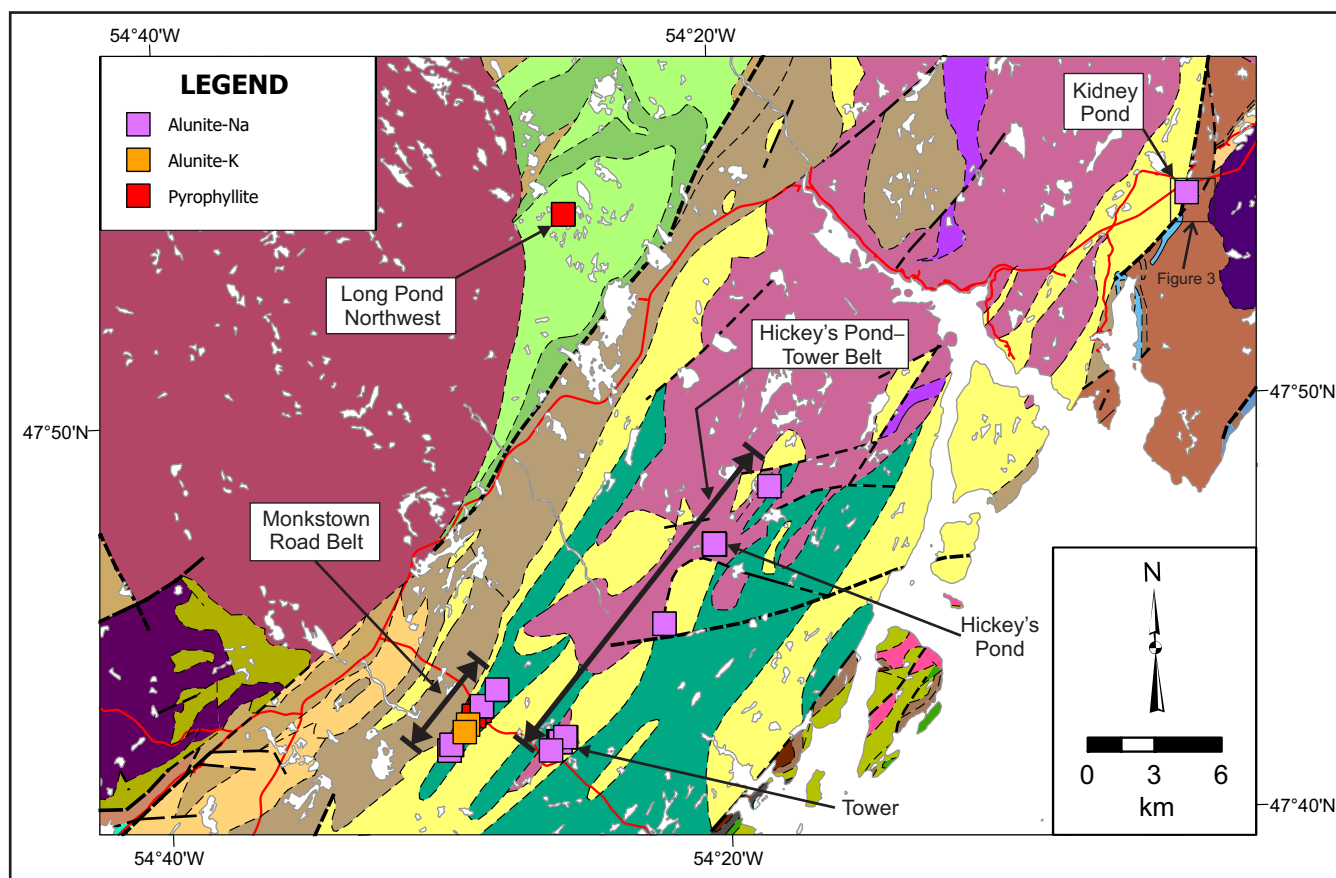 54°40'W
54°20'W
LEGEND
Alunite-Na
Alunite-K
Pyrophyllite
Kidney
Pond
Long Pond
Northwest
Figure 3
Hickey's Pond–
Tower Belt
47°50'N
47°50'N
Monkstown
Road Belt
N
Hickey's
Pond
0
3
6
km
Tower
47°40'N
54°40'W
54°20'W